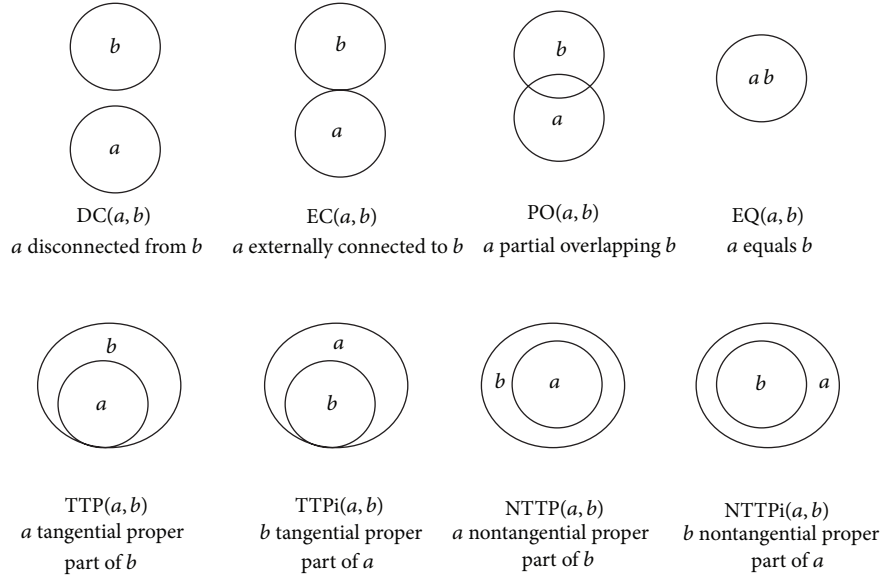 b
b
b
a b
a
a
a
DC(a, b)
EC(a, b)
PO(a, b)
EQ(a, b)
a disconnected from b
a externally connected to b
a partial overlapping b
a equals b
b
a
a
b
b
a
b
a
TTP(a, b)
TTPi(a, b)
NTTP(a, b)
NTTPi(a, b)
a tangential proper
part of b
b tangential proper
part of a
a nontangential proper
part of b
b nontangential proper
part of a